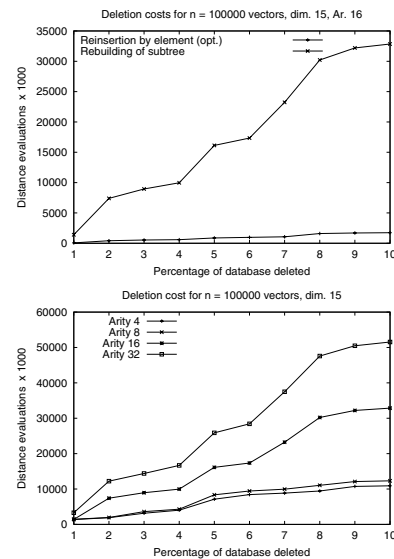 Deletion costs for n = 100000 vectors, dim. 15, Ar. 16
35000
30000
25000
20000
15000
10000
5000
0
Distance evaluations x 1000
Reinsertion by element (opt.)
Rebuilding of subtree
1 2 3 4 5 6 7 8 9 10
Percentage of database deleted
Deletion cost for n = 100000 vectors, dim. 15
60000
50000
40000
30000
20000
10000
0
Distance evaluations x 1000
Arity 4
Arity 8
Arity 16
Arity 32
1 2 3 4 5 6 7 8 9 10
Percentage of database deleted